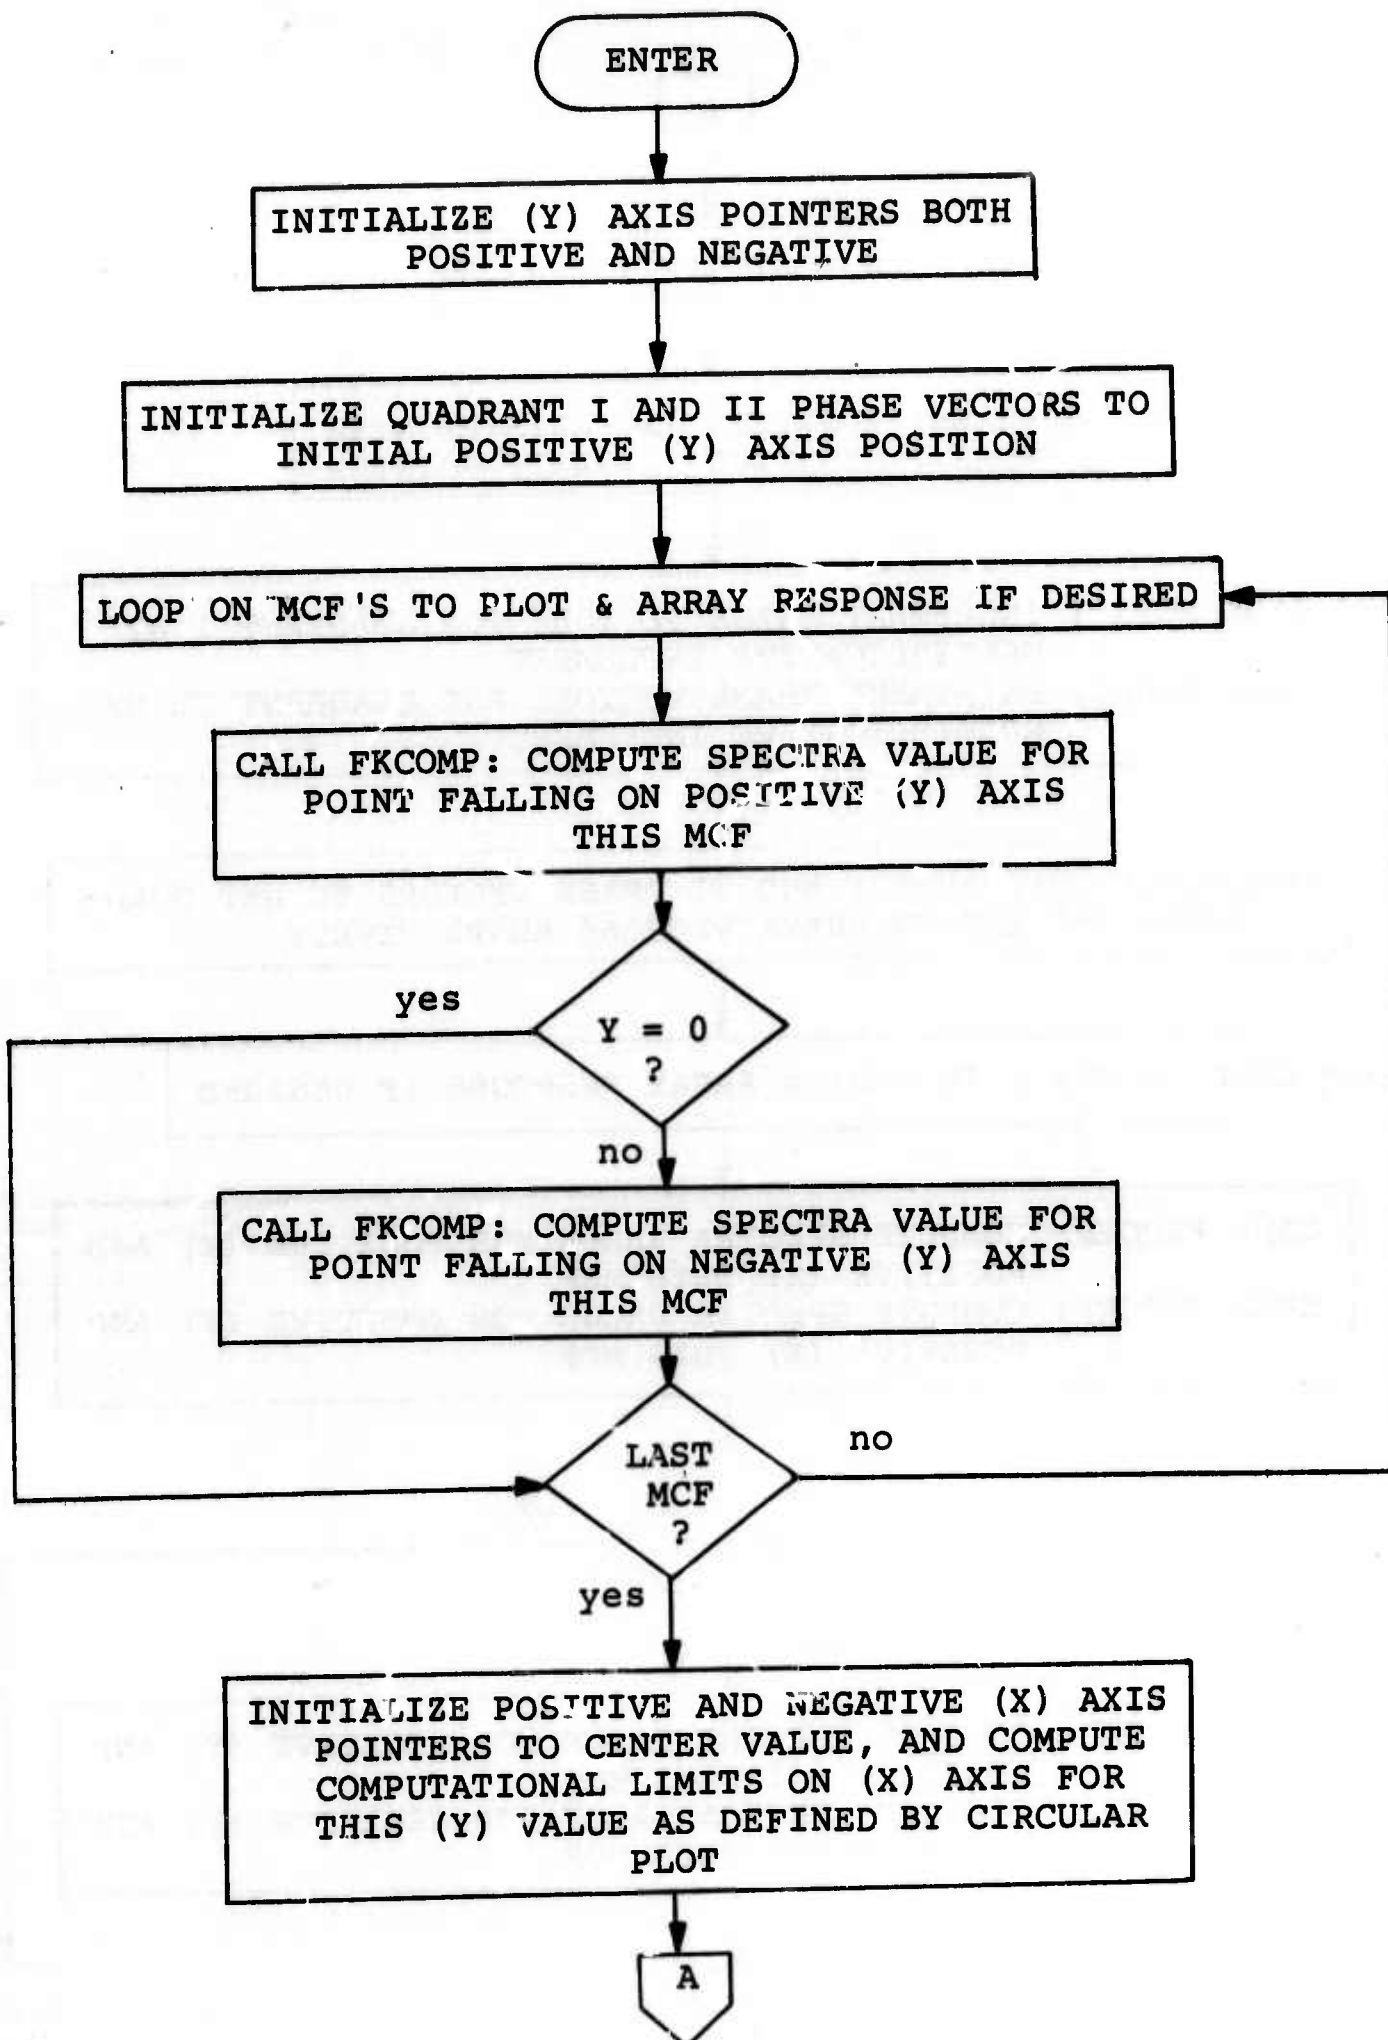 ENTER
INITIALIZE (Y) AXIS POINTERS BOTH
POSITIVE AND NEGATIVE
INITIALIZE QUADRANT I AND II PHASE VECTORS TO
INITIAL POSITIVE (Y) AXIS POSITION
LOOP ON MCF'S TO PLOT & ARRAY RESPONSE IF DESIRED
CALL FKCOMP: COMPUTE SPECTRA VALUE FOR
POINT FALLING ON POSITIVE (Y) AXIS
THIS MCF
yes
Y = 0
?
no
CALL FKCOMP: COMPUTE SPECTRA VALUE FOR
POINT FALLING ON NEGATIVE (Y) AXIS
THIS MCF
LAST
MCF
?
no
yes
INITIALIZE POSITIVE AND NEGATIVE (X) AXIS
POINTERS TO CENTER VALUE, AND COMPUTE
COMPUTATIONAL LIMITS ON (X) AXIS FOR
THIS (Y) VALUE AS DEFINED BY CIRCULAR
PLOT
A